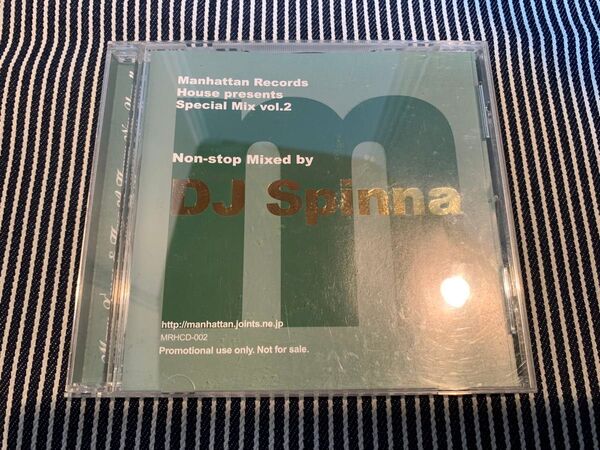 Manhattan Records
House presents
Special Mix vol.2
Non-stop Mixed by
DJ Spinna
m
http://manhattan.joints.ne.jp
MRHCD-002
Promotional use only. Not for sale.